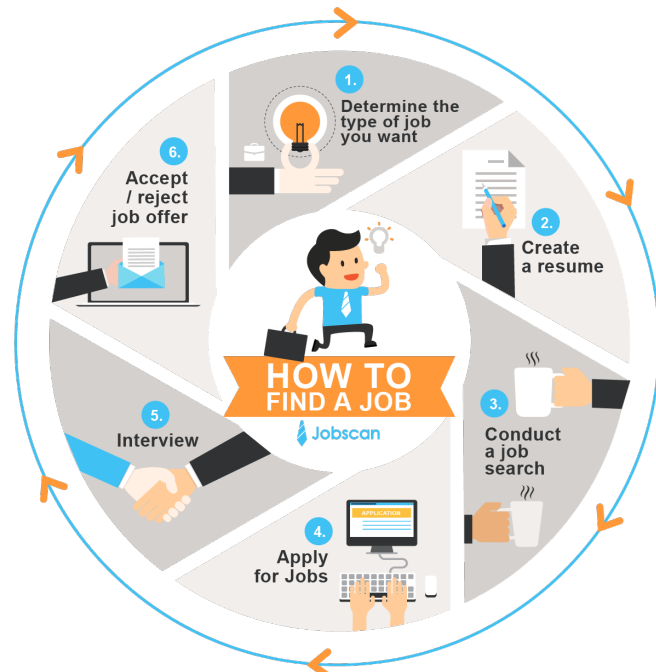 1.
Determine the
type of job
you want
2.
Create
a resume
3.
Conduct
a job
search
4.
Apply
for Jobs
APPLICATION
5.
Interview
6.
Accept
/ reject
job offer
HOW TO
FIND A JOB
Jobscan